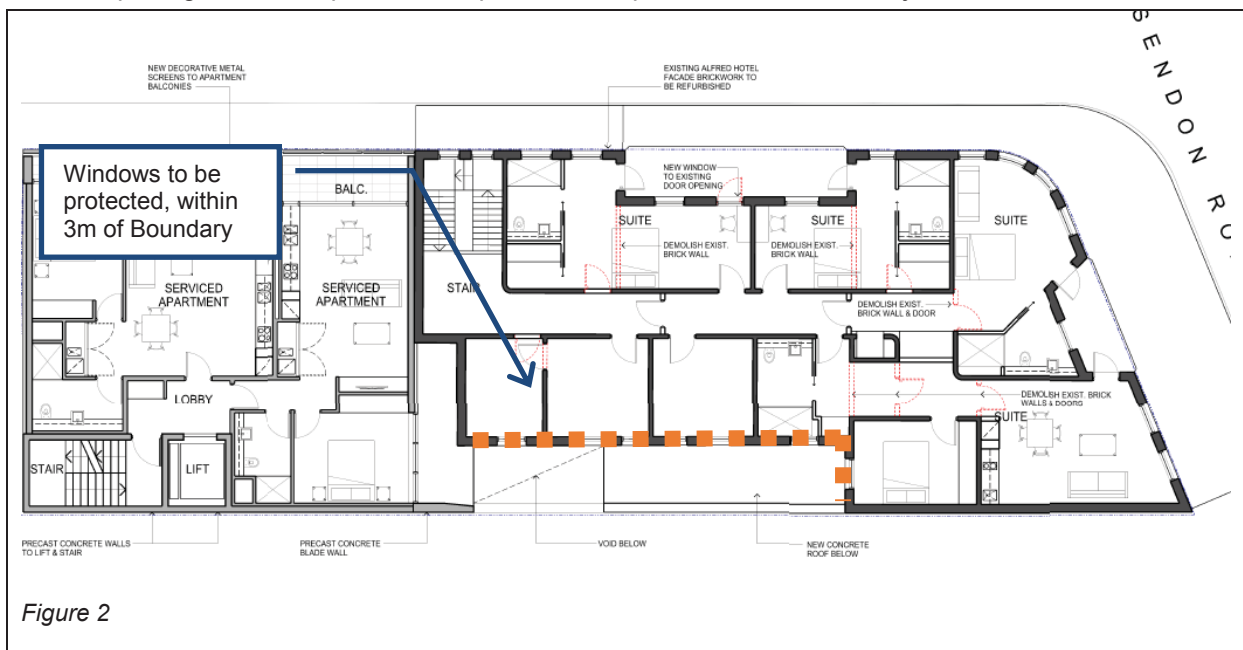 SENDON RO
NEW DECORATIVE METAL
SCREENS TO APARTMENT
BALCONIES
EXISTING ALFRED HOTEL
FACADE BRICKWORK TO
BE REFURBISHED
Windows to be
protected, within
3m of Boundary
BALC.
NEW WINDOW
TO EXISTING
DOOR OPENING
SUITE
SUITE
SUITE
DEMOLISH EXIST.
BRICK WALL
DEMOLISH EXIST.
BRICK WALL
SERVICED
APARTMENT
SERVICED
APARTMENT
STAIR
DEMOLISH EXIST.
BRICK WALL & DOOR
LOBBY
DEMOLISH EXIST. BRICK
WALLS & DOORS
SUITE
STAIR
LIFT
PRECAST CONCRETE WALLS
TO LIFT & STAIR
PRECAST CONCRETE
BLADE WALL
VOID BELOW
NEW CONCRETE
ROOF BELOW
Figure 2